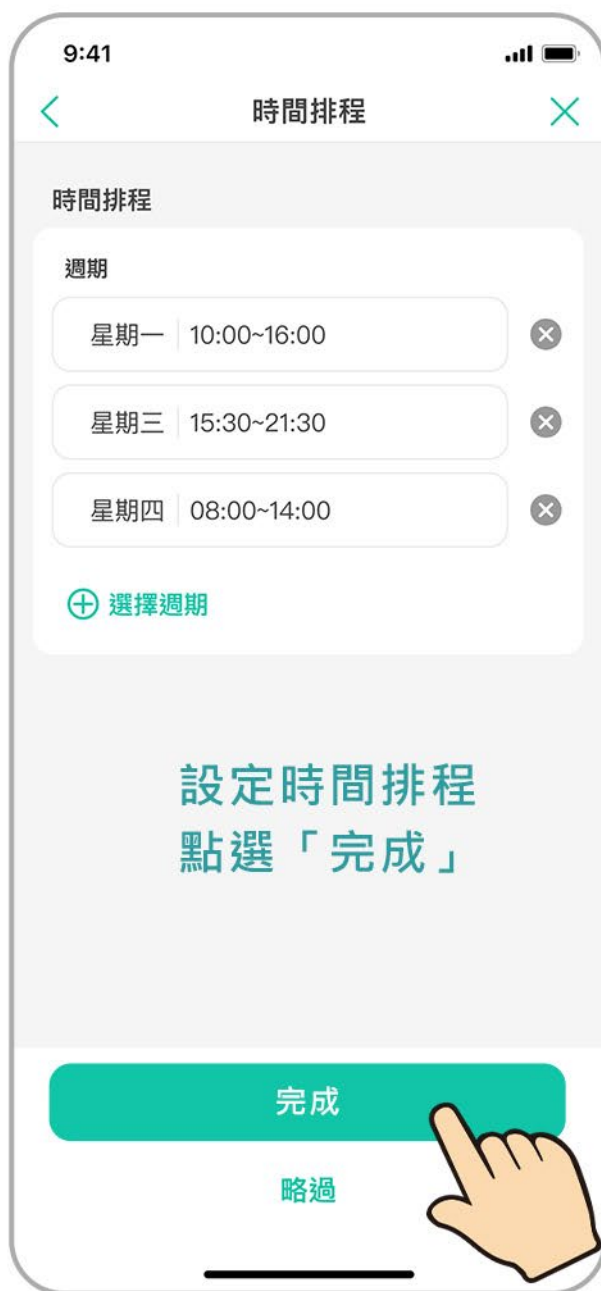 9:41
時間排程
時間排程
週期
星期一 10:00~16:00
星期三 15:30~21:30
星期四 08:00~14:00
選擇週期
設定時間排程
點選「完成」
完成
略過